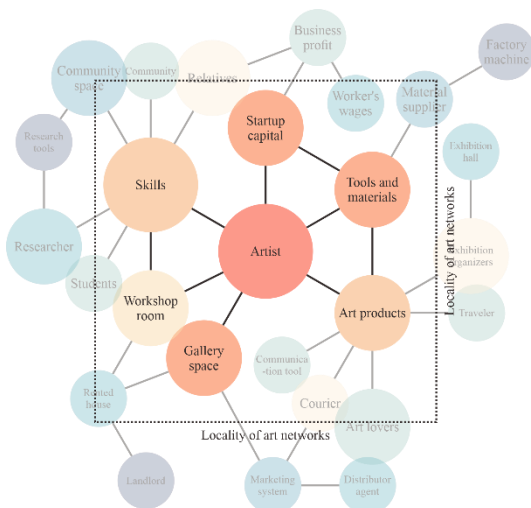 Business
profit
Factory
machine
Community
space
Community
Relatives
Worker's
wages
Material
supplier
Startup
capital
Research
tools
Exhibition
hall
Skills
Tools and
materials
Researcher
Artist
Exhibition
organizers
Locality of art networks
Students
Workshop
room
Art products
Traveler
Gallery
space
Communica
-tion tool
Rented
house
Courier
Art lovers
Locality of art networks
Landlord
Marketing
system
Distributor
agent